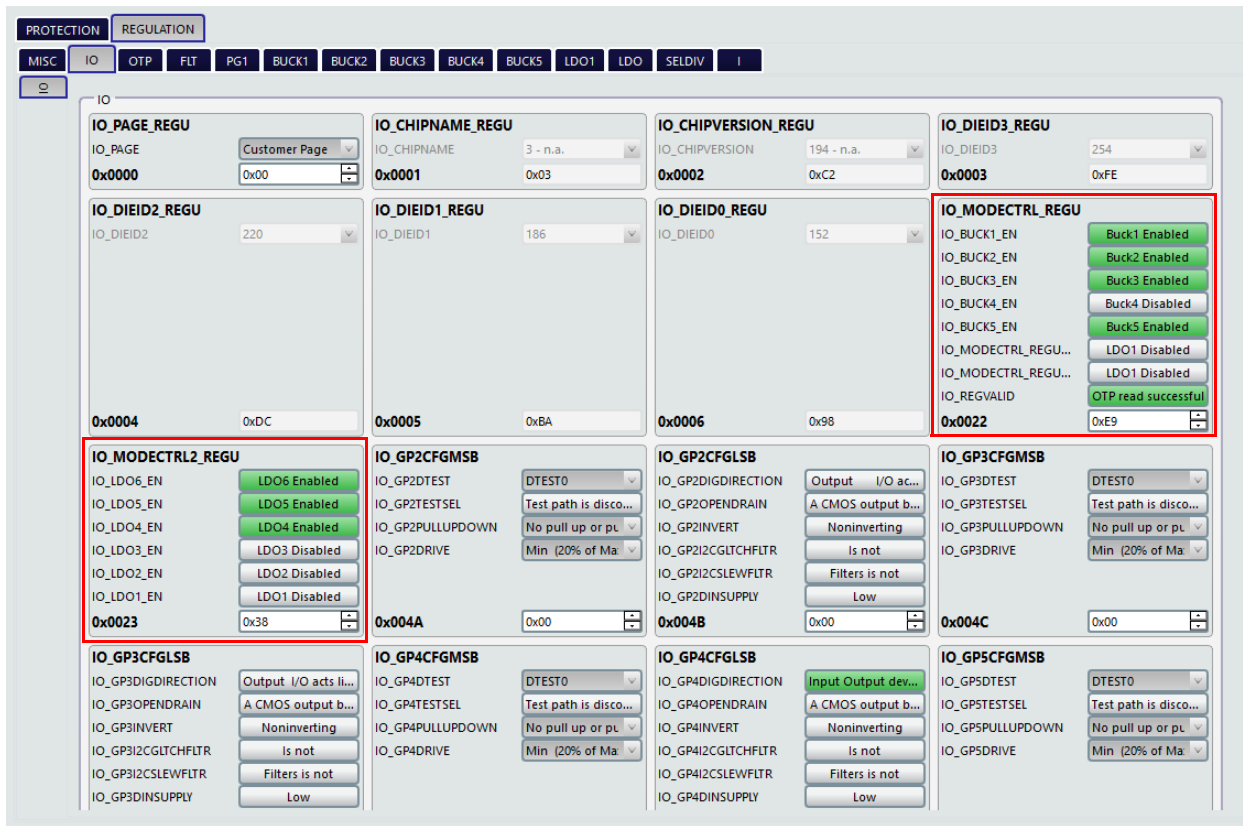 PROTECTION REGULATION
MISC IO OTP FLT PG1 BUCK1 BUCK2 BUCK3 BUCK4 BUCK5 LDO1 LDO SELDIV I
IO
IO
IO_PAGE_REGU IO_CHIPNAME_REGU IO_CHIPVERSION_REGU IO_DIEID3_REGU
IO_PAGE Customer Page IO_CHIPNAME 3 - n.a. IO_CHIPVERSION 194 - n.a. IO_DIEID3 254
0x0000 0x00 0x0001 0x03 0x0002 0xC2 0x0003 0xFE
IO_DIEID2_REGU IO_DIEID1_REGU IO_DIEID0_REGU IO_MODECTRL_REGU
IO_DIEID2 220 IO_DIEID1 186 IO_DIEID0 152 IO_BUCK1_EN Buck1 Enabled
IO_BUCK2_EN Buck2 Enabled
IO_BUCK3_EN Buck3 Enabled
IO_BUCK4_EN Buck4 Disabled
IO_BUCK5_EN Buck5 Enabled
IO_MODECTRL_REGU... LDO1 Disabled
IO_MODECTRL_REGU... LDO1 Disabled
IO_REGVALID OTP read successful
0x0004 0xDC 0x0005 0xBA 0x0006 0x98 0x0022 0xE9
IO_MODECTRL2_REGU IO_GP2CFGMSB IO_GP2CFGLSB IO_GP3CFGMSB
IO_LDO6_EN LDO6 Enabled IO_GP2DTEST DTEST0 IO_GP2DIGDIRECTION Output I/O ac... IO_GP3DTEST DTEST0
IO_LDO5_EN LDO5 Enabled IO_GP2TESTSEL Test path is disco... IO_GP2OPENDRAIN A CMOS output b... IO_GP3TESTSEL Test path is disco...
IO_LDO4_EN LDO4 Enabled IO_GP2PULLUPDOWN No pull up or pu IO_GP2INVERT Noninverting IO_GP3PULLUPDOWN No pull up or pu
IO_LDO3_EN LDO3 Disabled IO_GP2DRIVE Min (20% of Ma IO_GP2I2CGLTCHFLTR Is not IO_GP3DRIVE Min (20% of Ma
IO_LDO2_EN LDO2 Disabled IO_GP2I2CSLEWFLTR Filters is not
IO_LDO1_EN LDO1 Disabled IO_GP2DINSUPPLY Low
0x0023 0x38 0x004A 0x00 0x004B 0x00 0x004C 0x00
IO_GP3CFGLSB IO_GP4CFGMSB IO_GP4CFGLSB IO_GP5CFGMSB
IO_GP3DIGDIRECTION Output I/O acts li... IO_GP4DTEST DTEST0 IO_GP4DIGDIRECTION Input Output dev... IO_GP5DTEST DTEST0
IO_GP3OPENDRAIN A CMOS output b... IO_GP4TESTSEL Test path is disco... IO_GP4OPENDRAIN A CMOS output b... IO_GP5TESTSEL Test path is disco...
IO_GP3INVERT Noninverting IO_GP4PULLUPDOWN No pull up or pu IO_GP4INVERT Noninverting IO_GP5PULLUPDOWN No pull up or pu
IO_GP3I2CGLTCHFLTR Is not IO_GP4DRIVE Min (20% of Ma IO_GP4I2CGLTCHFLTR Is not IO_GP5DRIVE Min (20% of Ma
IO_GP3I2CSLEWFLTR Filters is not IO_GP4I2CSLEWFLTR Filters is not
IO_GP3DINSUPPLY Low IO_GP4DINSUPPLY Low